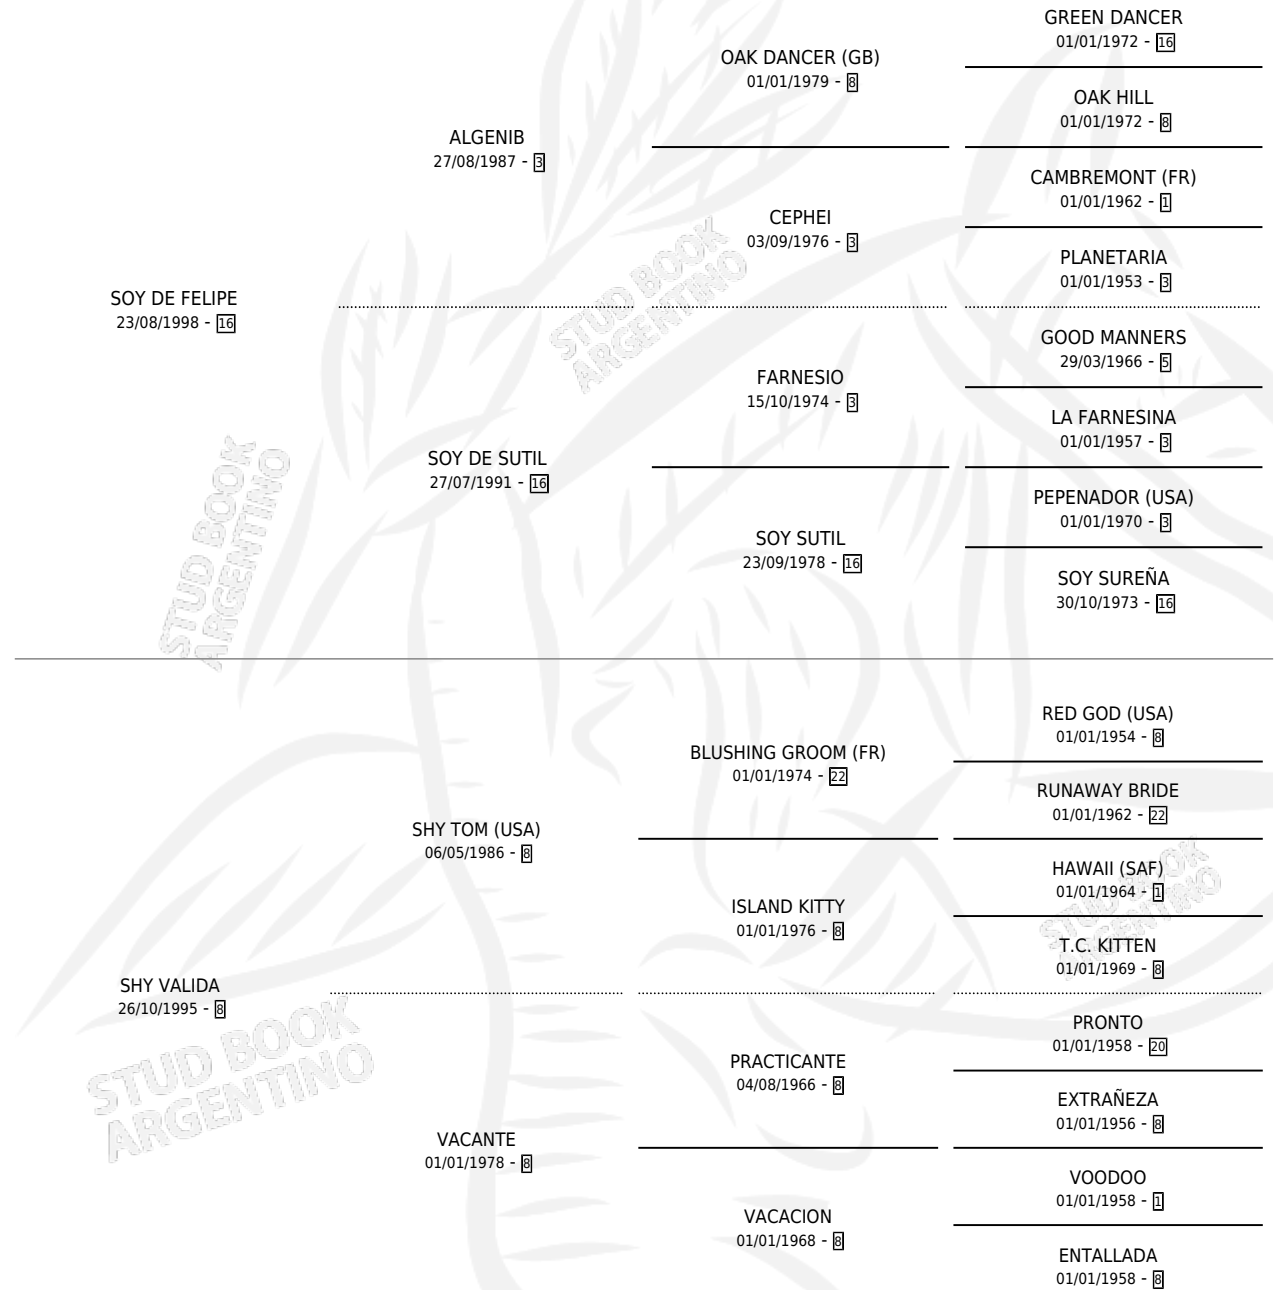 GREEN DANCER
01/01/1972 - 16
OAK DANCER (GB)
01/01/1979 - 8
OAK HILL
01/01/1972 - 8
ALGENIB
27/08/1987 - 3
CAMBREMONT (FR)
01/01/1962 - 1
CEPHEI
03/09/1976 - 3
PLANETARIA
01/01/1953 - 3
SOY DE FELIPE
23/08/1998 - 16
STUD BOOK
ARGENTINO
GOOD MANNERS
29/03/1966 - 5
FARNESIO
15/10/1974 - 3
LA FARNESINA
01/01/1957 - 3
SOY DE SUTIL
27/07/1991 - 16
PEPENADOR (USA)
01/01/1970 - 3
SOY SUTIL
23/09/1978 - 16
SOY SUREÑA
30/10/1973 - 16
STUD BOOK
ARGENTINO
RED GOD (USA)
01/01/1954 - 8
BLUSHING GROOM (FR)
01/01/1974 - 22
RUNAWAY BRIDE
01/01/1962 - 22
SHY TOM (USA)
06/05/1986 - 8
HAWAII (SAF)
01/01/1964 - 1
ISLAND KITTY
01/01/1976 - 8
STUD BOOK
ARGENTINO
T.C. KITTEN
01/01/1969 - 8
SHY VALIDA
26/10/1995 - 8
STUD BOOK
ARGENTINO
PRONTO
01/01/1958 - 20
PRACTICANTE
04/08/1966 - 8
EXTRAÑEZA
01/01/1956 - 8
VACANTE
01/01/1978 - 8
VOODOO
01/01/1958 - 1
VACACION
01/01/1968 - 8
ENTALLADA
01/01/1958 - 8